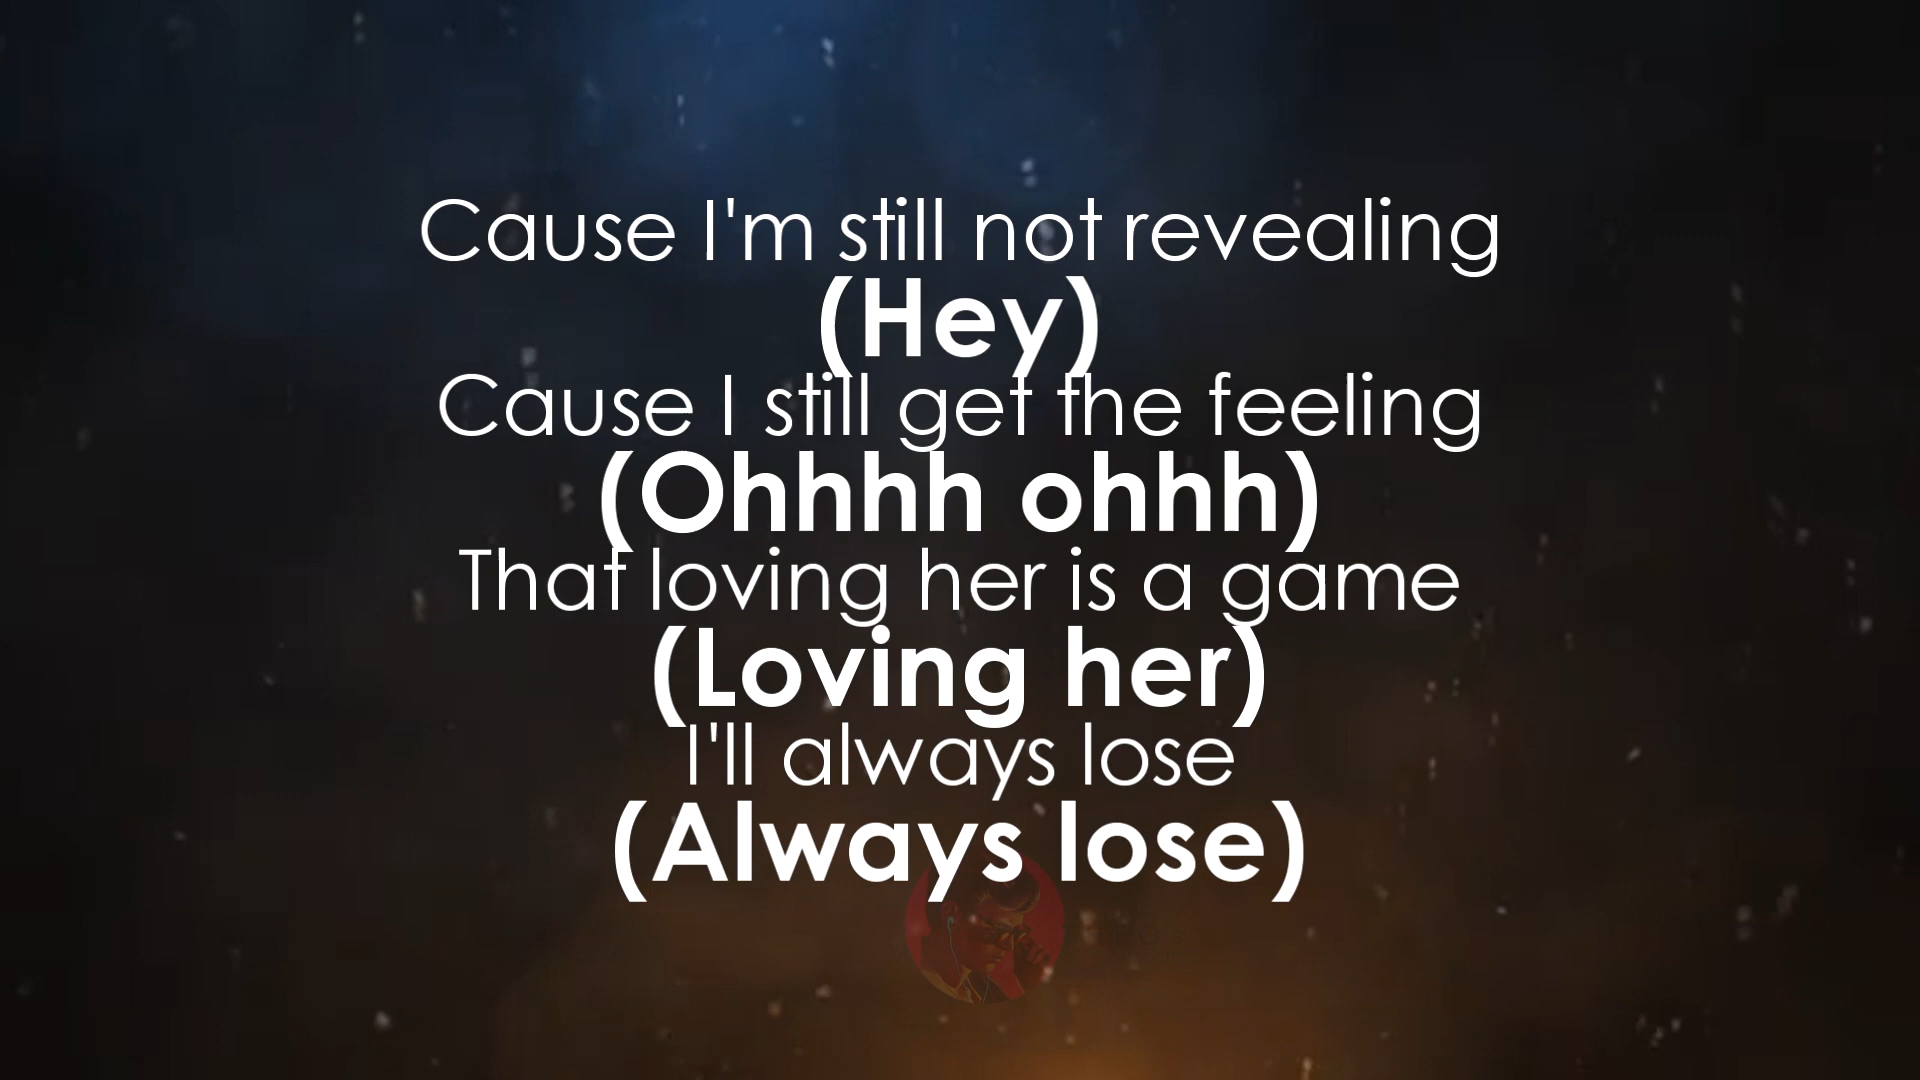 Cause I'm still not revealing
(Hey)
Cause I still get the feeling
(Ohhhh ohhh)
That loving her is a game
(Loving her)
I'll always lose
(Always lose)